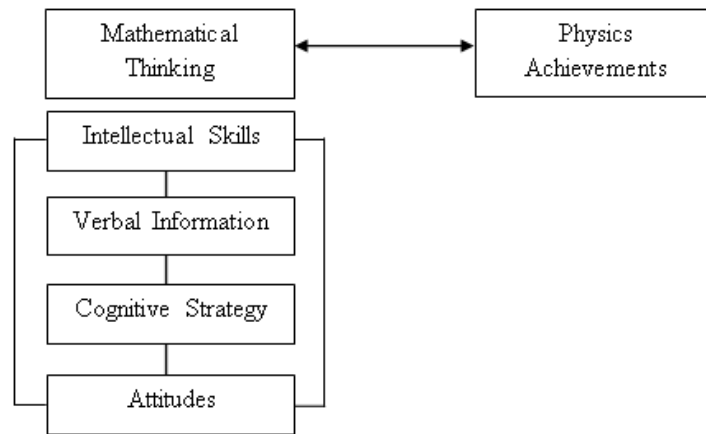 Mathematical
Thinking
Physics
Achievements
Intellectual Skills
Verbal Information
Cognitive Strategy
Attitudes